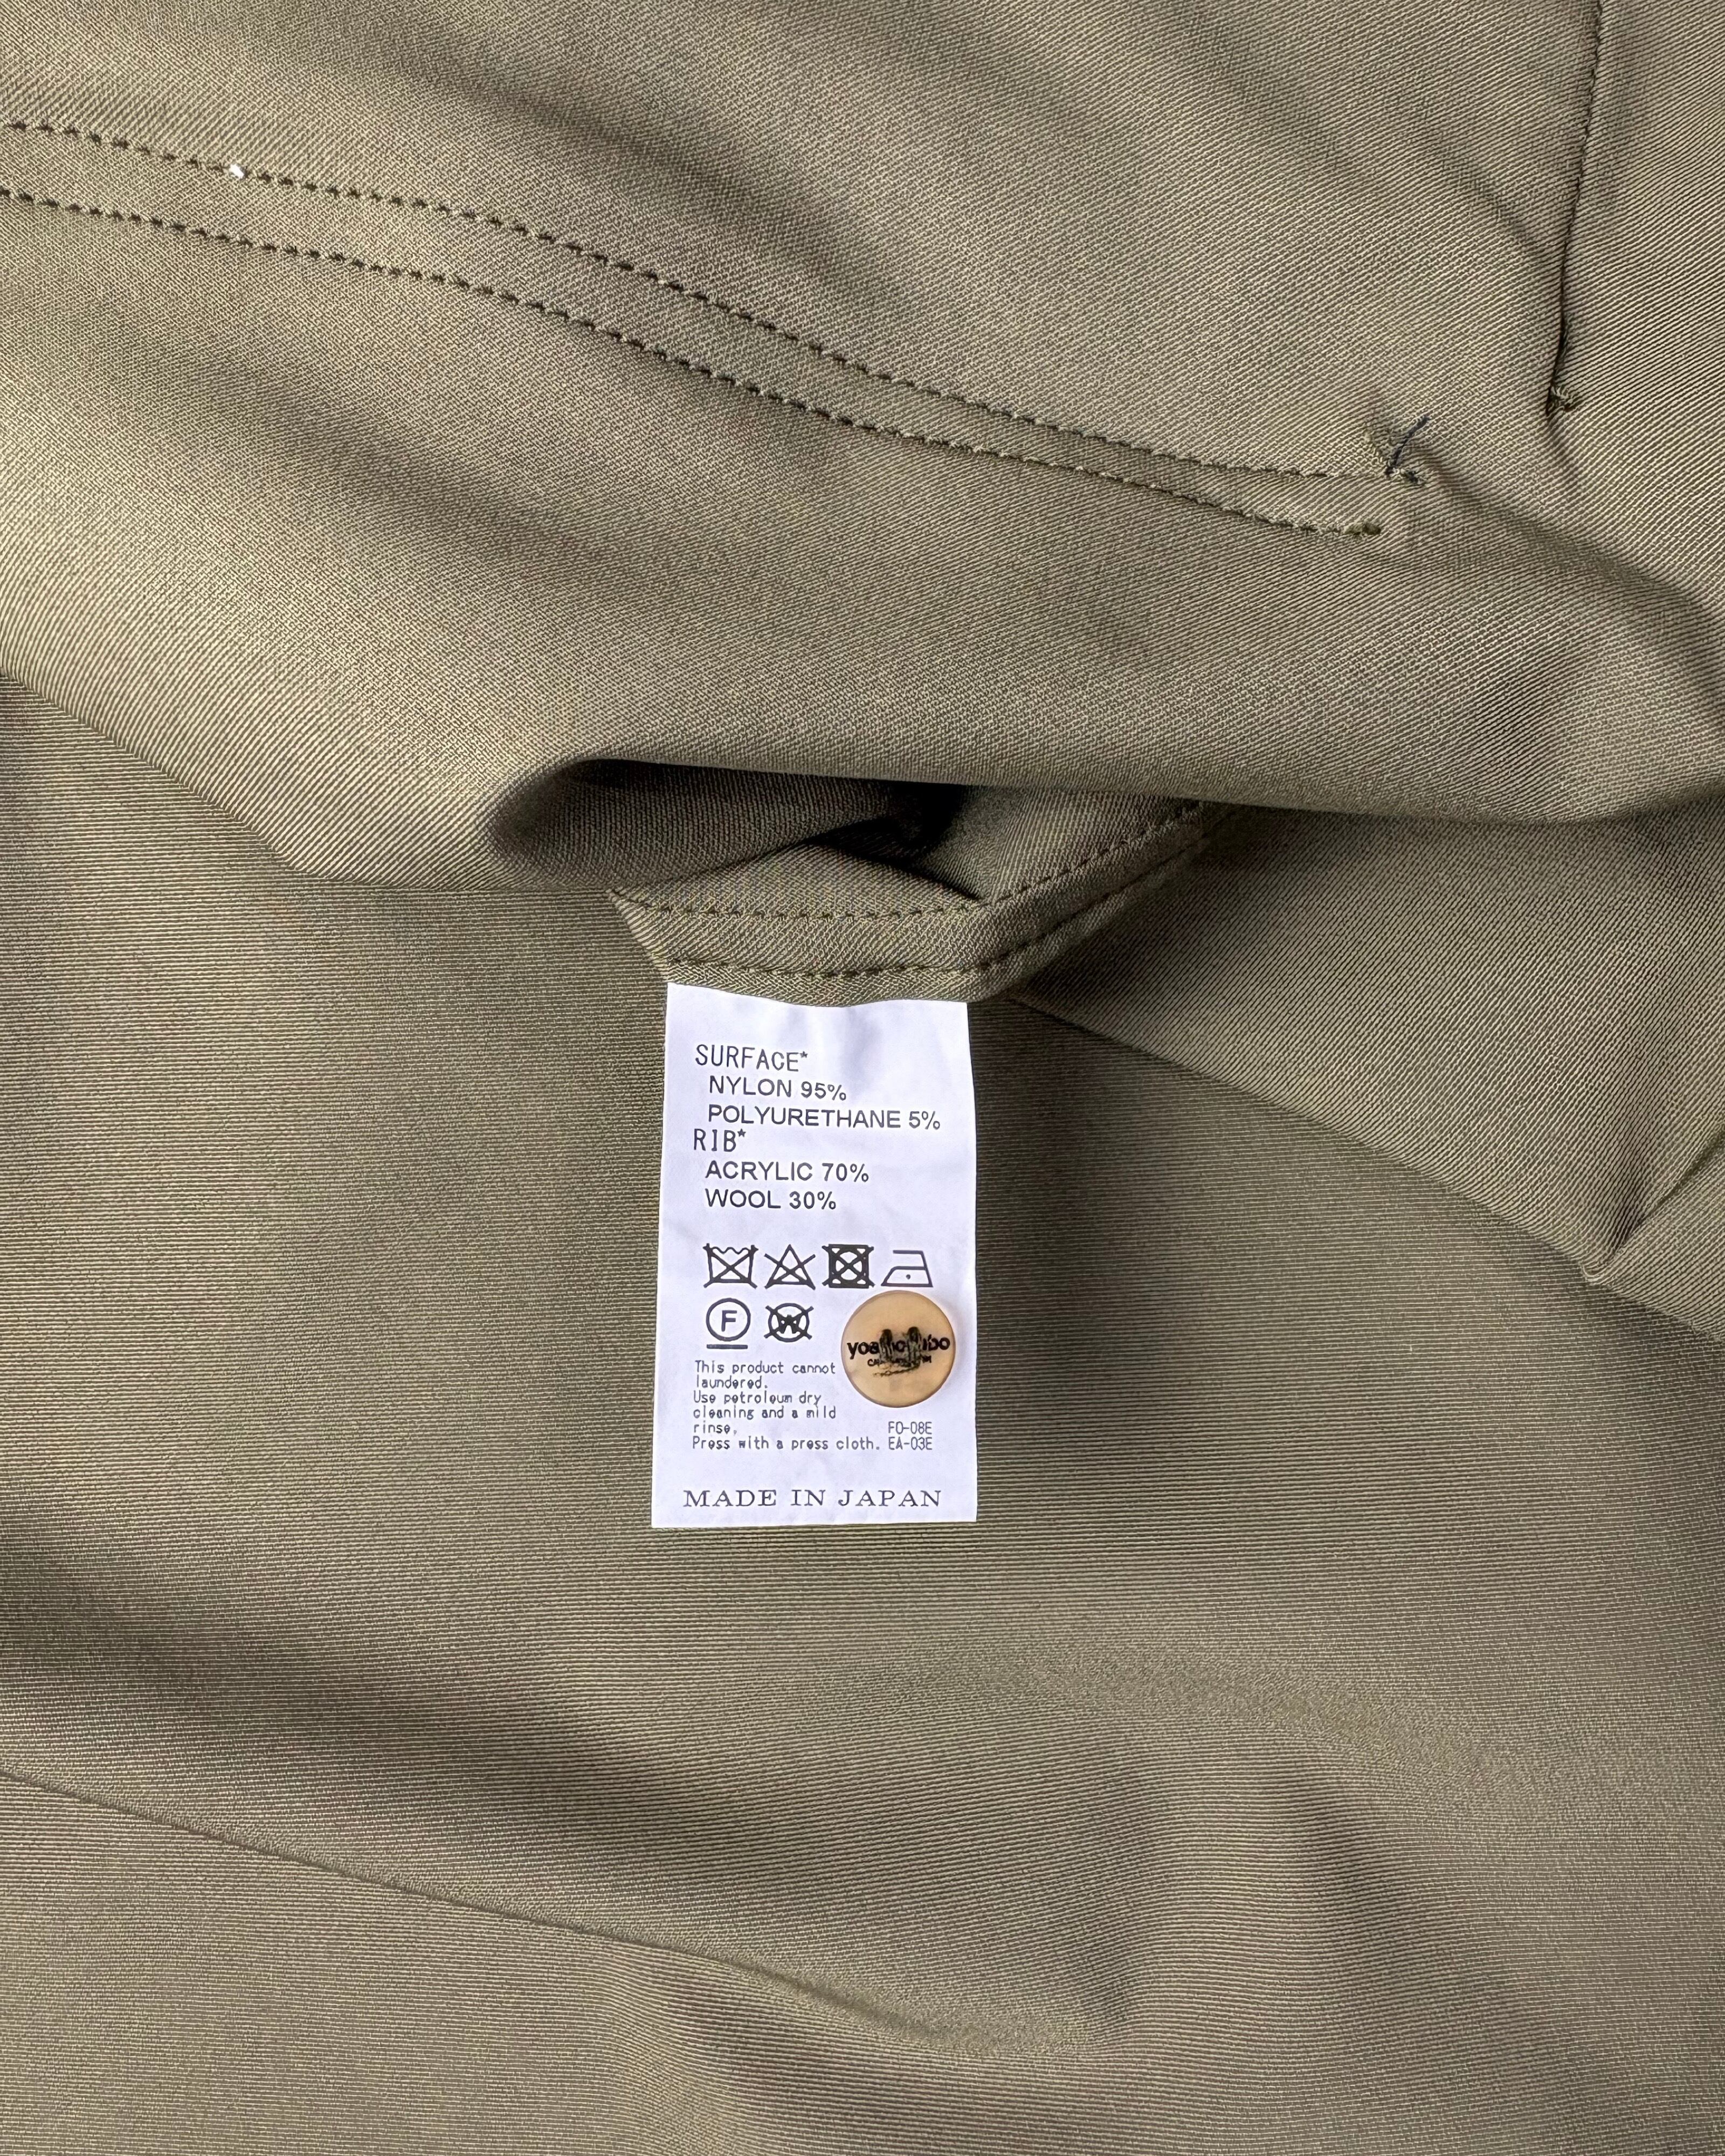 SURFACE*
NYLON 95%
POLYURETHANE 5%
RIB*
ACRYLIC 70%
WOOL 30%
F
W
This product cannot
laundered.
Use petroleum dry
cleaning and a mild
rinse,
FO-08E
Press with a press cloth. EA-03E
MADE IN JAPAN